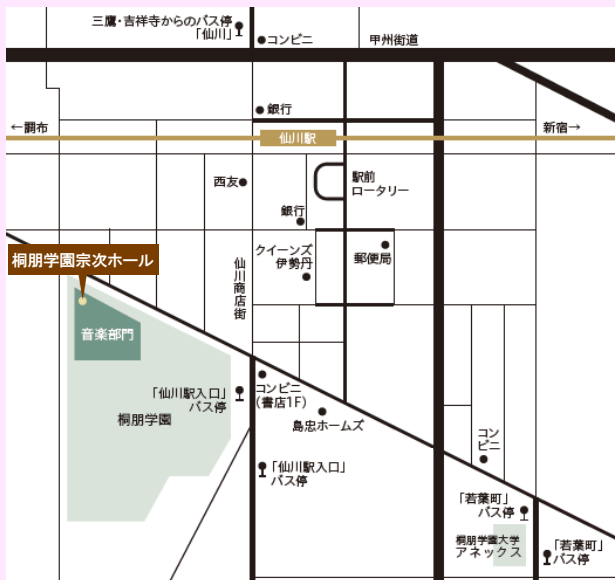 三鷹・吉祥寺からのバス停
「仙川」
コンビニ
甲州街道
銀行
←調布
仙川駅
新宿→
西友
駅前
ロータリー
銀行
クイーンズ
伊勢丹
郵便局
桐朋学園宗次ホール
仙川商店街
音楽部門
「仙川駅入口」
バス停
コンビニ
(書店1F)
桐朋学園
島忠ホームズ
コンビニ
「仙川駅入口」
バス停
「若葉町」
バス停
桐朋学園大学
アネックス
「若葉町」
バス停